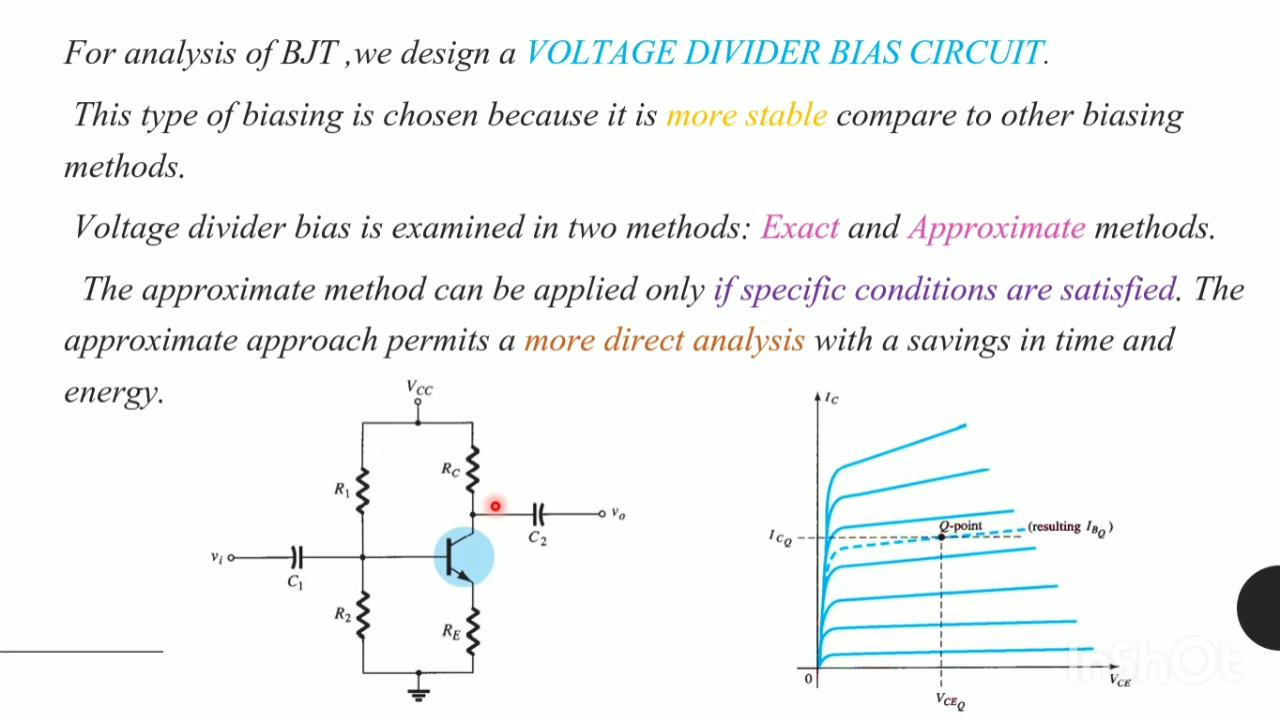 For analysis of BJT ,we design a VOLTAGE DIVIDER BIAS CIRCUIT.
This type of biasing is chosen because it is more stable compare to other biasing
methods.
Voltage divider bias is examined in two methods: Exact and Approximate methods.
The approximate method can be applied only if specific conditions are satisfied. The
approximate approach permits a more direct analysis with a savings in time and
energy.
VCC
RC
R1
vo
C2
vi
C1
R2
RE
IC
Q-point
(resulting IBQ)
ICQ
0
VCE
VCEQ
InShOt